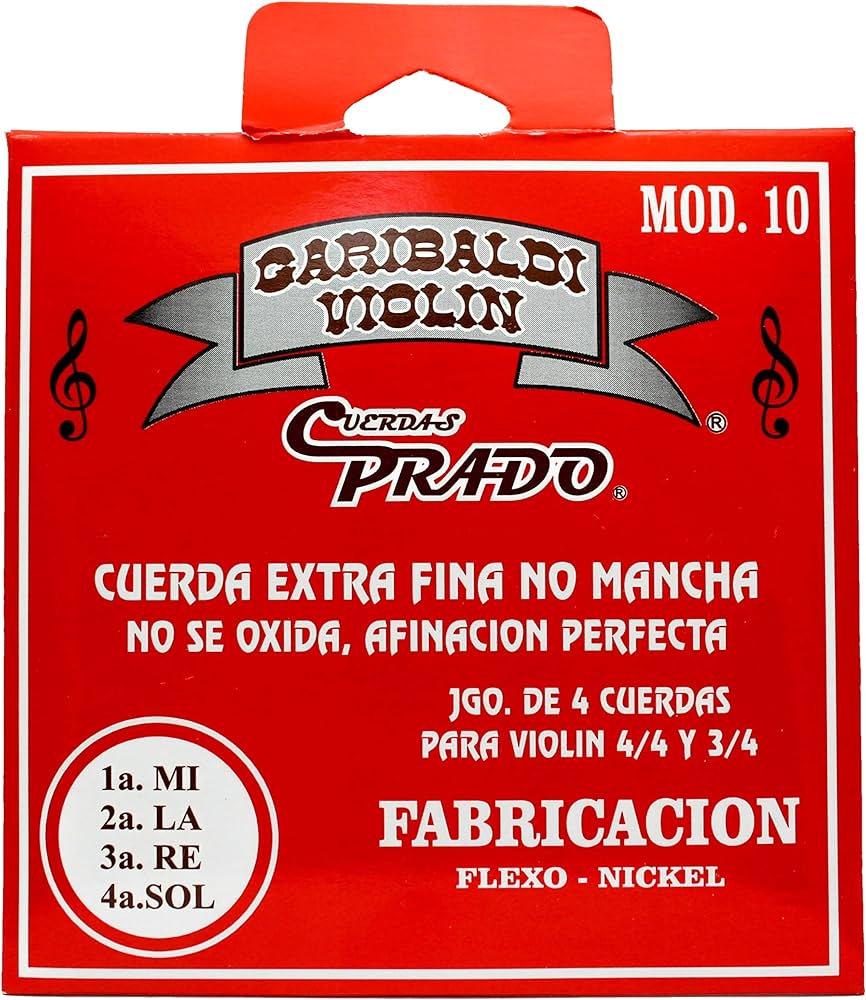 MOD. 10
GARIBALDI
VIOLIN
®
CUERDAS
PRADO®
CUERDA EXTRA FINA NO MANCHA
NO SE OXIDA, AFINACION PERFECTA
JGO. DE 4 CUERDAS
PARA VIOLIN 4/4 Y 3/4
1a. MI
2a. LA
3a. RE
4a.SOL
FABRICACION
FLEXO - NICKEL